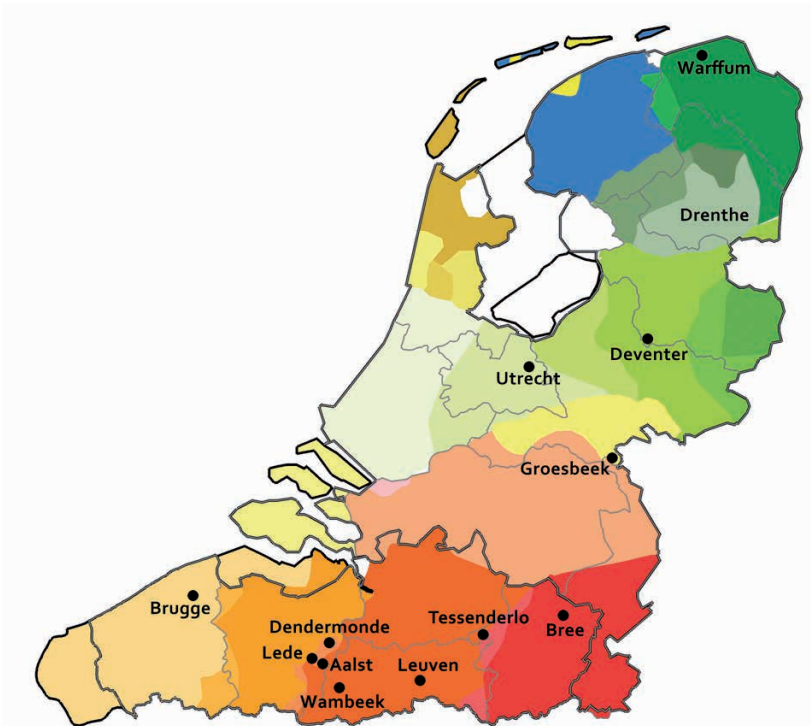 Warffum
Drenthe
Deventer
Utrecht
Groesbeek
Brugge
Dendermonde
Tessenderlo
Bree
Lede
Aalst
Leuven
Wambeek